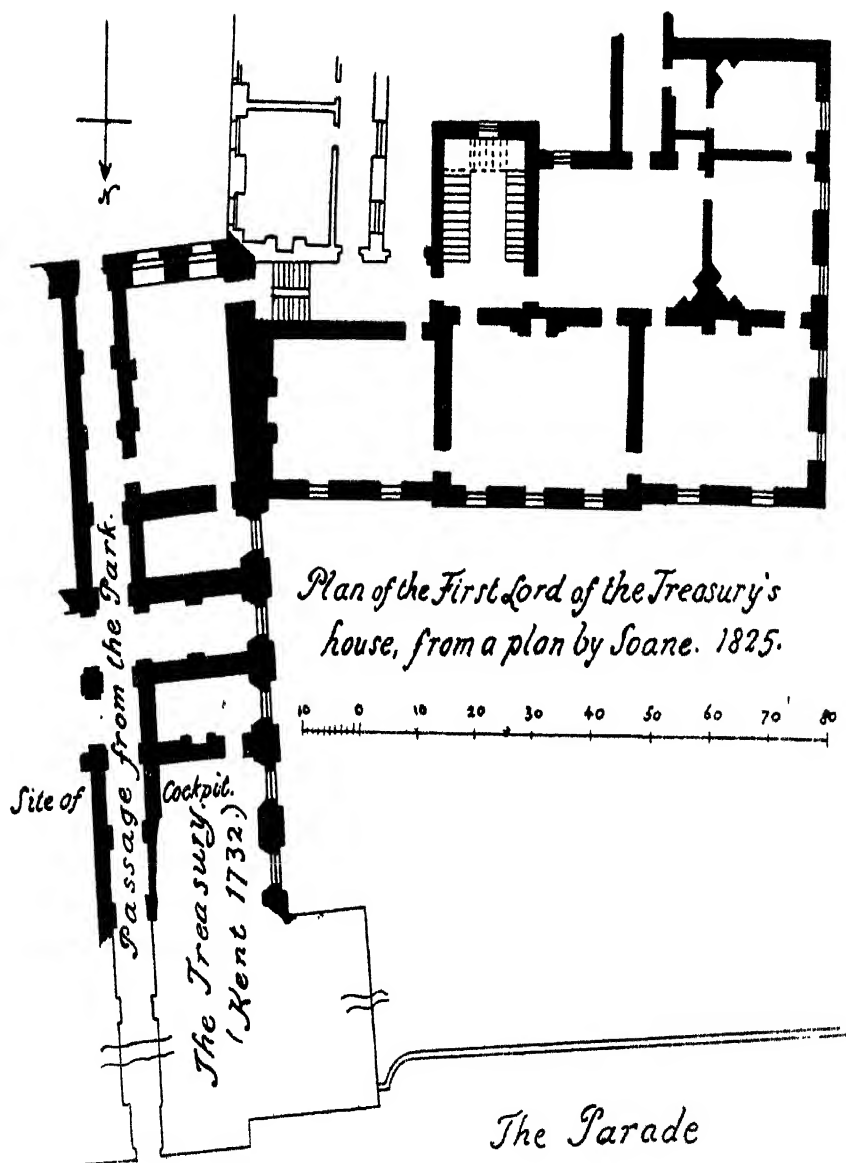 N
Plan of the First Lord of the Treasury's
house, from a plan by Soane. 1825.
10 0 10 20 30 40 50 60 70 80
Site of Cockpit.
Passage from the Park.
The Treasury.
(Kent 1732.)
The Parade